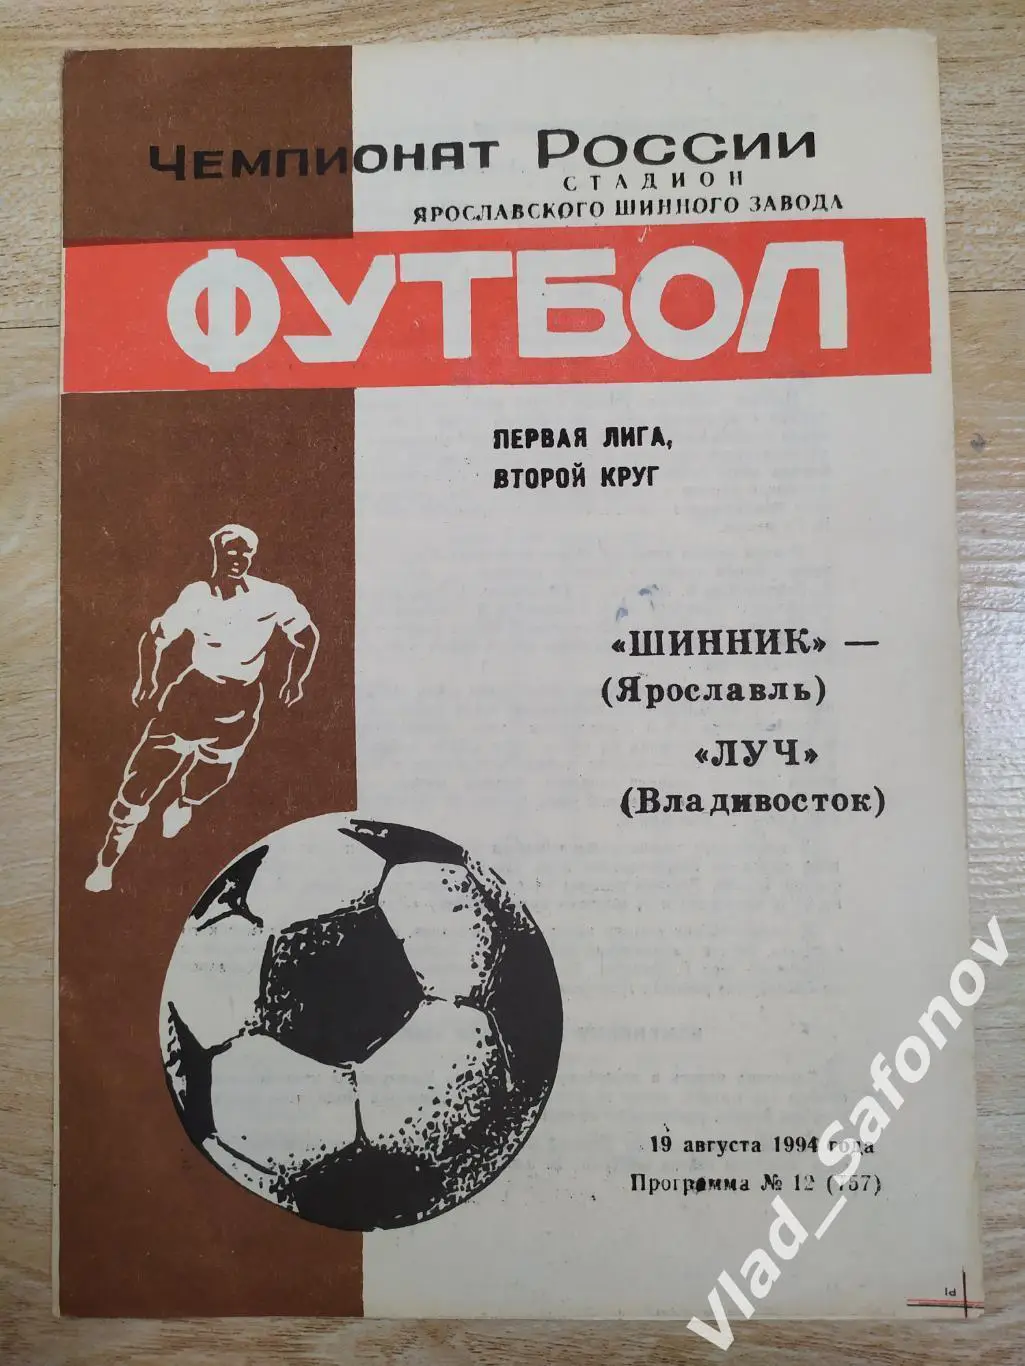 Чемпионат России
СТАДИОН
ЯРОСЛАВСКОГО ШИННОГО ЗАВОДА
ФУТБОЛ
ПЕРВАЯ ЛИГА,
ВТОРОЙ КРУГ
«ШИННИК» —
(Ярославль)
«ЛУЧ»
(Владивосток)
19 августа 1994 года
Программа № 12 (757)
Vlad_Safonov